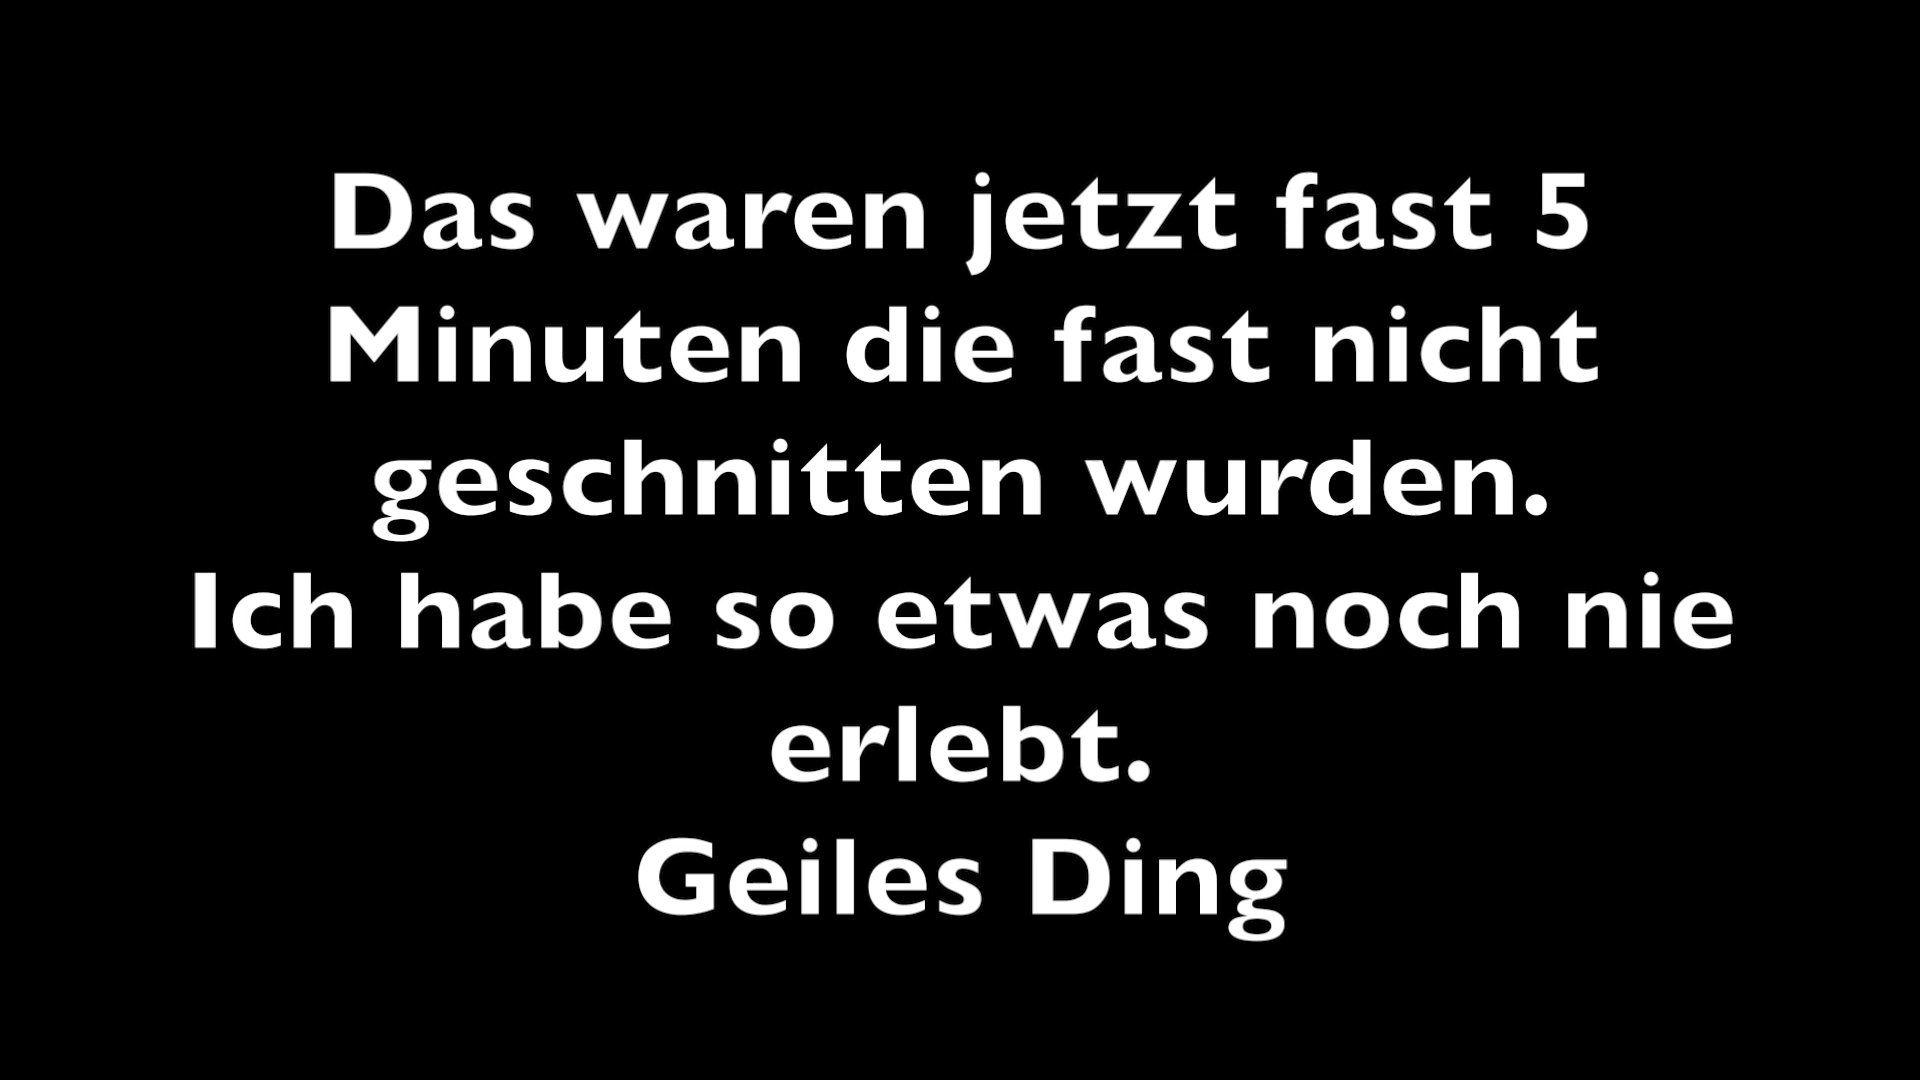 Das waren jetzt fast 5
Minuten die fast nicht
geschnitten wurden.
Ich habe so etwas noch nie
erlebt.
Geiles Ding